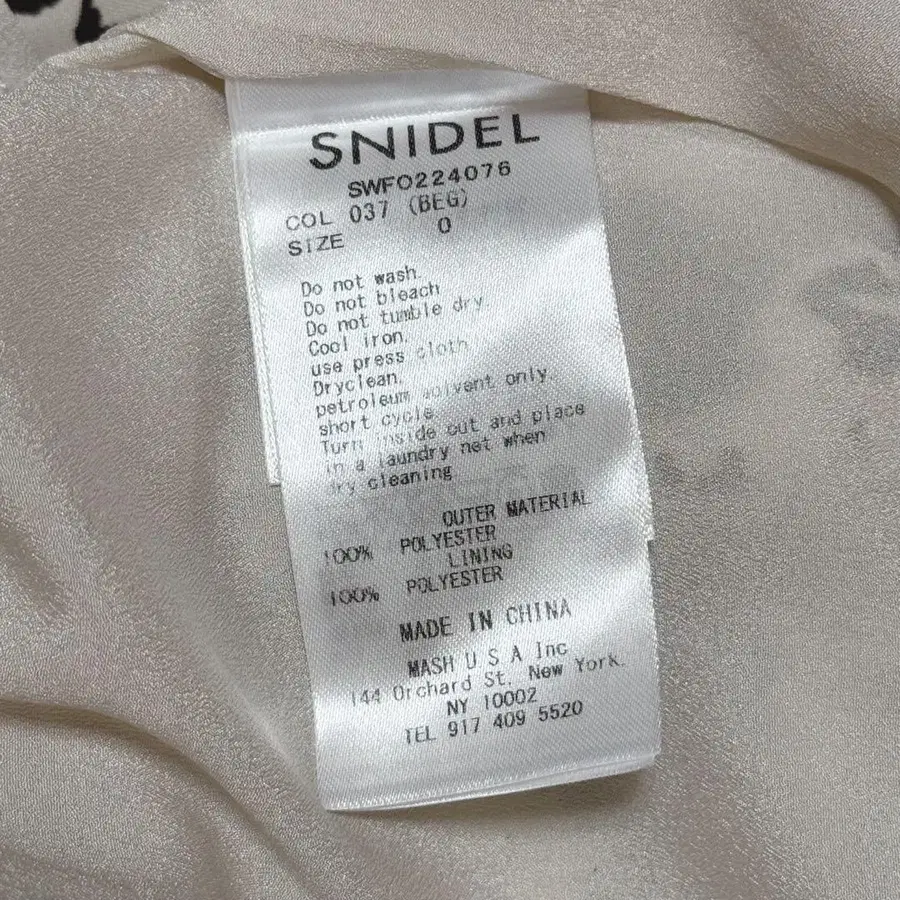 SNIDEL
SWFO224076
COL 037 (BEG)
SIZE 0
Do not wash.
Do not bleach
Do not tumble dry.
Cool iron.
use press cloth
Dryclean.
petroleum solvent only.
short cycle
Turn inside out and place
in a laundry net when
dry cleaning
OUTER MATERIAL
100% POLYESTER
LINING
100% POLYESTER
MADE IN CHINA
MASH U S A Inc
144 Orchard St. New York.
NY 10002
TEL 917 409 5520